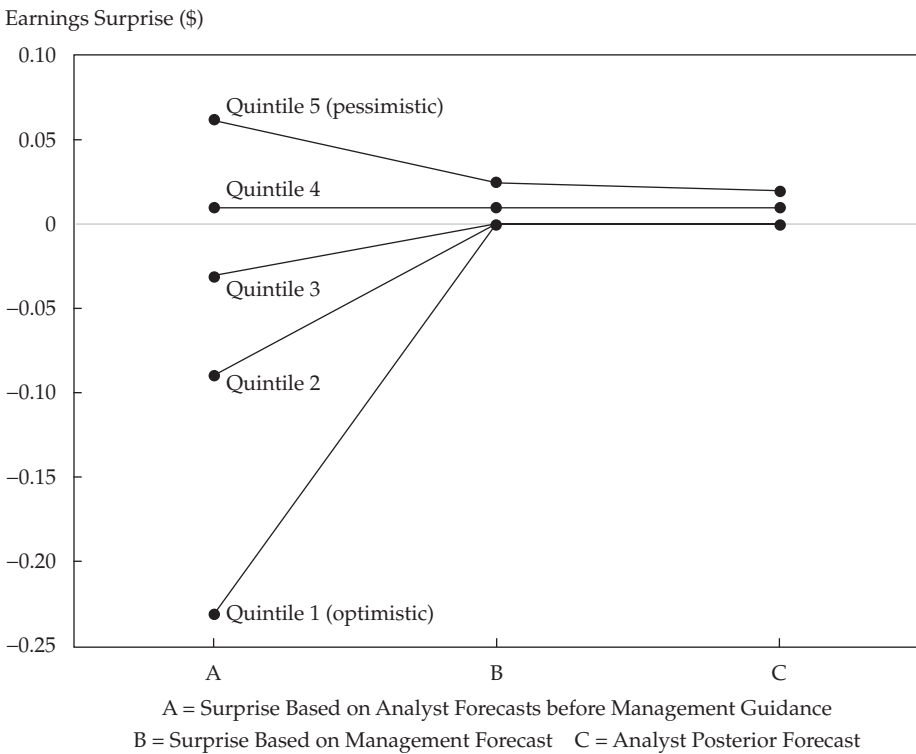 Earnings Surprise ($)
0.10
Quintile 5 (pessimistic)
0.05
Quintile 4
0
Quintile 3
−0.05
Quintile 2
−0.10
−0.15
−0.20
Quintile 1 (optimistic)
−0.25
A B C
A = Surprise Based on Analyst Forecasts before Management Guidance
B = Surprise Based on Management Forecast C = Analyst Posterior Forecast